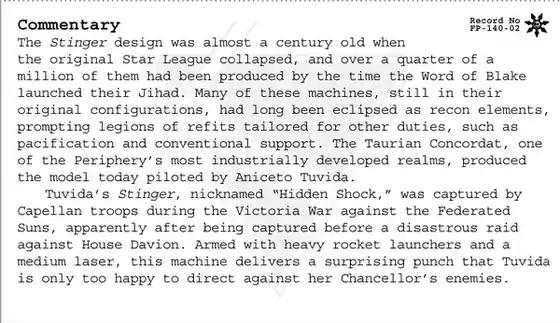 Commentary
Record No
FP-140-02
The Stinger design was almost a century old when
the original Star League collapsed, and over a quarter of a
million of them had been produced by the time the Word of Blake
launched their Jihad. Many of these machines, still in their
original configurations, had long been eclipsed as recon elements,
prompting legions of refits tailored for other duties, such as
pacification and conventional support. The Taurian Concordat, one
of the Periphery’s most industrially developed realms, produced
the model today piloted by Aniceto Tuvida.
Tuvida’s Stinger, nicknamed “Hidden Shock,” was captured by
Capellan troops during the Victoria War against the Federated
Suns, apparently after being captured before a disastrous raid
against House Davion. Armed with heavy rocket launchers and a
medium laser, this machine delivers a surprising punch that Tuvida
is only too happy to direct against her Chancellor’s enemies.